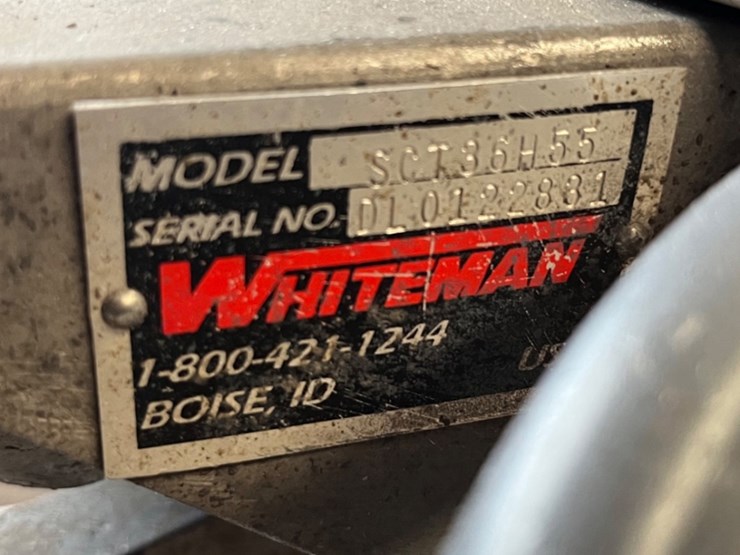 MODEL SCT36H55
SERIAL NO. DL0122881
WHITEMAN
1-800-421-1244
BOISE, ID